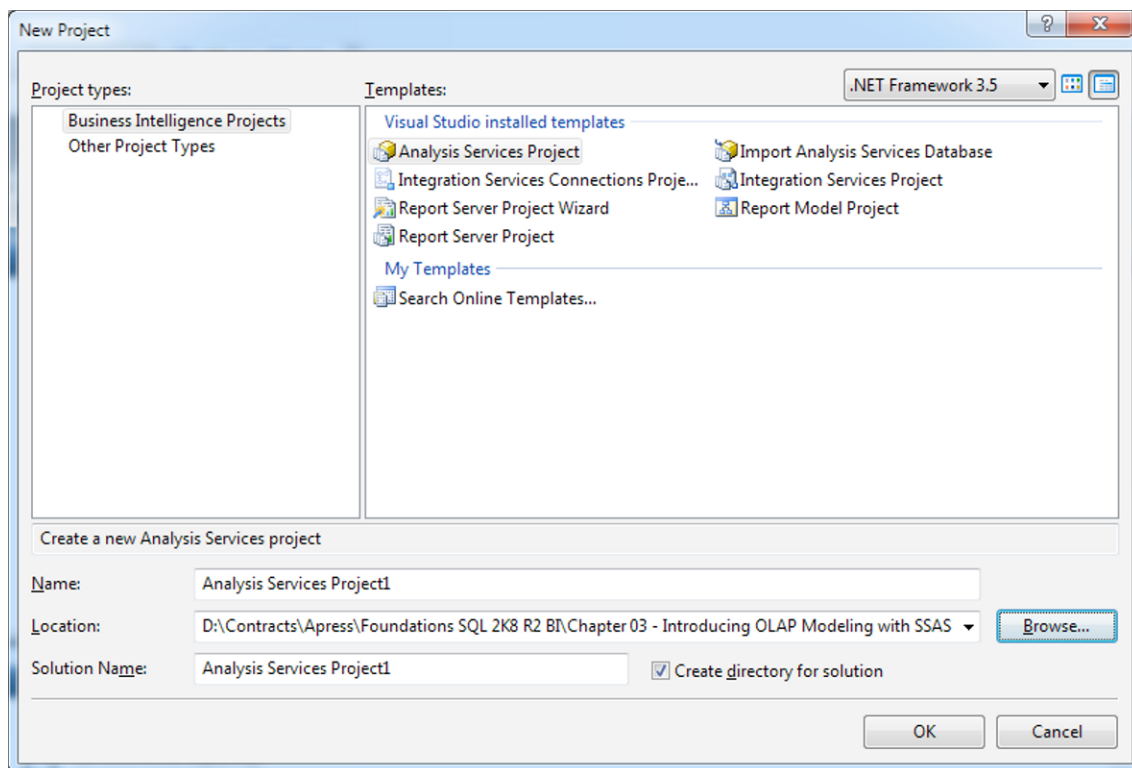 New Project
Project types:
Templates:
.NET Framework 3.5
Business Intelligence Projects
Other Project Types
Visual Studio installed templates
Analysis Services Project
Import Analysis Services Database
Integration Services Connections Proje...
Integration Services Project
Report Server Project Wizard
Report Model Project
Report Server Project
My Templates
Search Online Templates...
Create a new Analysis Services project
Name:
Analysis Services Project1
Location:
D:\Contracts\Apress\Foundations SQL 2K8 R2 BI\Chapter 03 - Introducing OLAP Modeling with SSAS
Browse...
Solution Name:
Analysis Services Project1
Create directory for solution
OK
Cancel